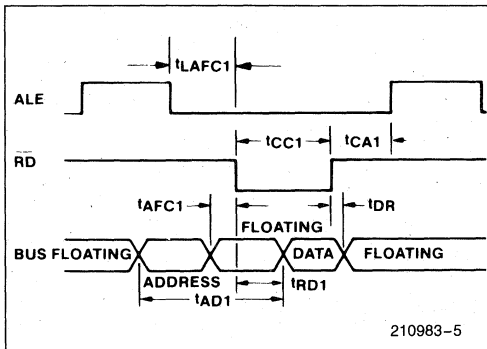 tLAFC1
ALE
tCC1 tCA1
RD
tAFC1 tDR
FLOATING
BUS FLOATING DATA FLOATING
ADDRESS tRD1
tAD1
210983-5